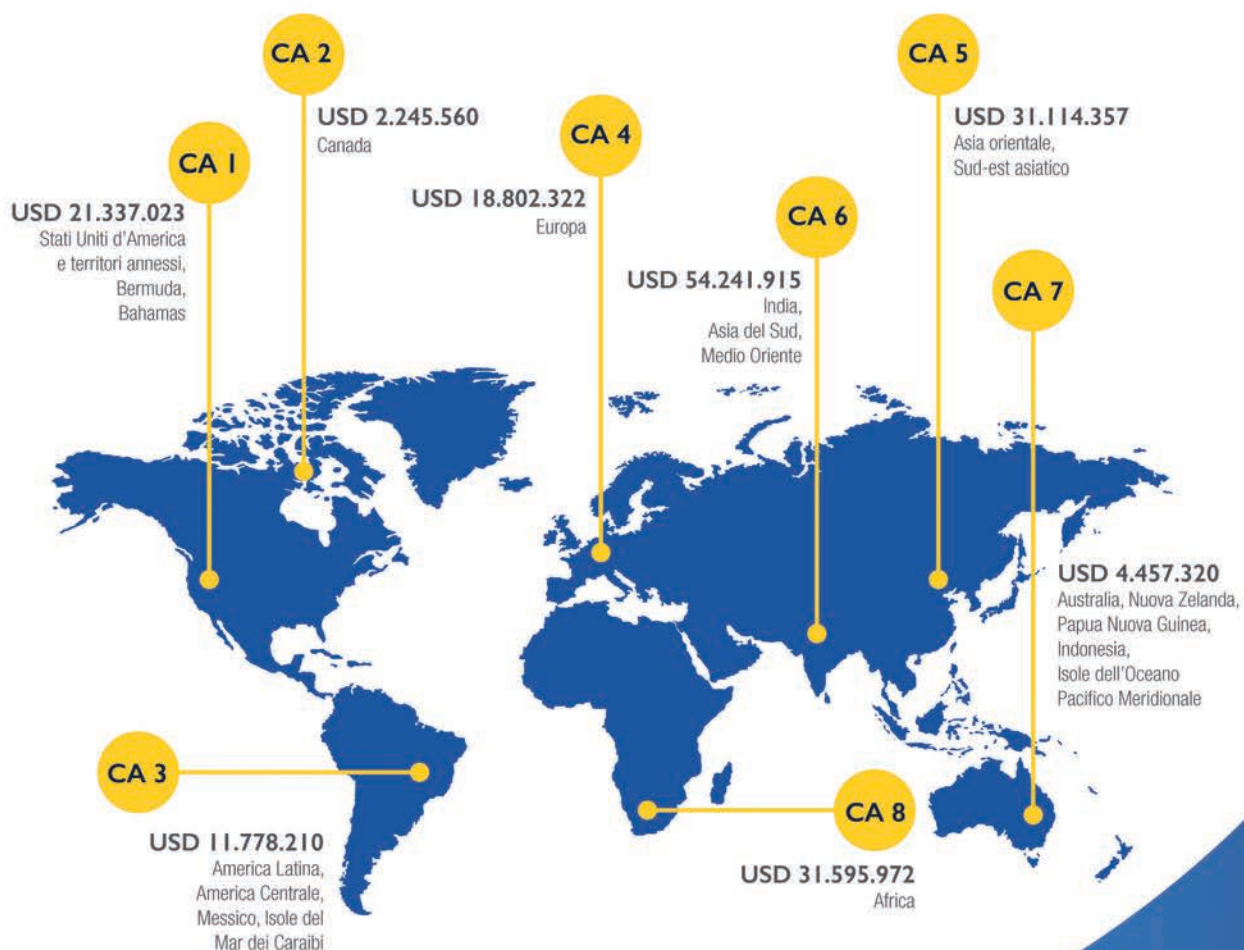 CA 1
USD 21.337.023
Stati Uniti d'America
e territori annessi,
Bermuda,
Bahamas
CA 2
USD 2.245.560
Canada
CA 4
USD 18.802.322
Europa
CA 6
USD 54.241.915
India,
Asia del Sud,
Medio Oriente
CA 5
USD 31.114.357
Asia orientale,
Sud-est asiatico
CA 7
USD 4.457.320
Australia, Nuova Zelanda,
Papua Nuova Guinea,
Indonesia,
Isole dell'Oceano
Pacifico Meridionale
CA 3
USD 11.778.210
America Latina,
America Centrale,
Messico, Isole del
Mar dei Caraibi
CA 8
USD 31.595.972
Africa